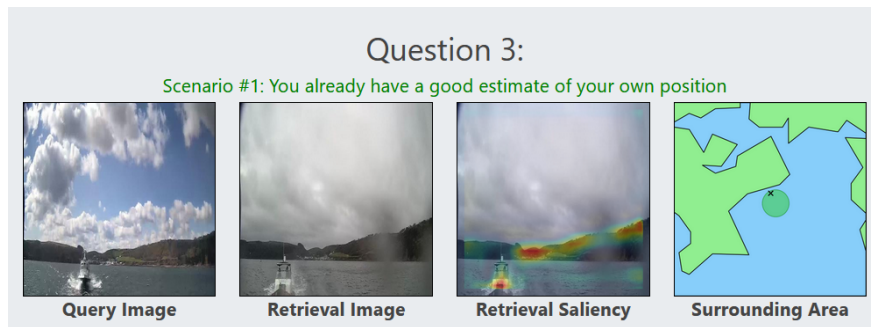 Question 3:
Scenario #1: You already have a good estimate of your own position
Query Image
Retrieval Image
Retrieval Saliency
Surrounding Area